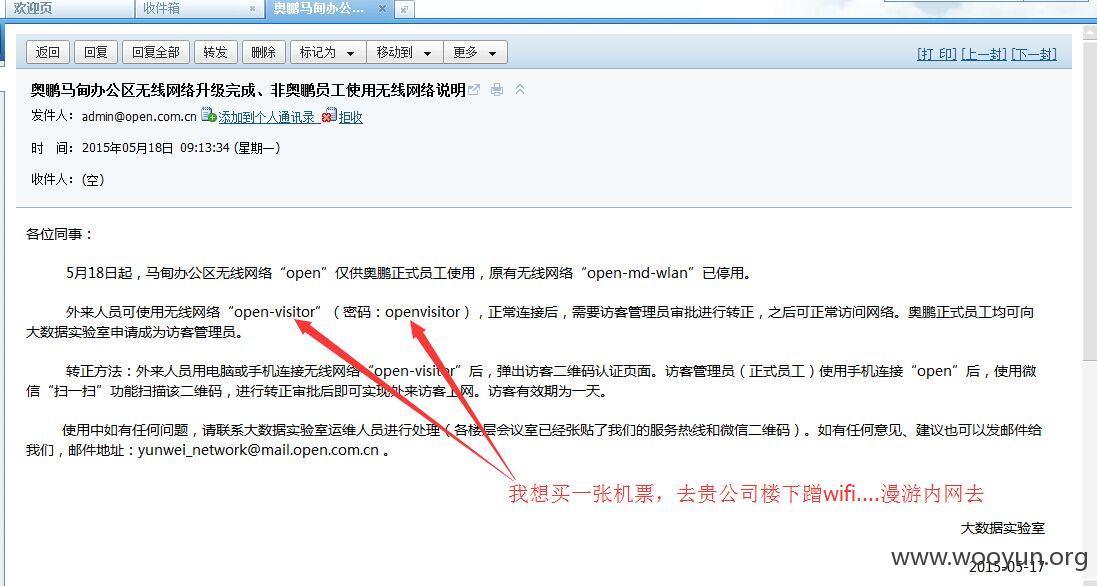 欢迎页 收件箱 奥鹏马甸办公...
返回 回复 回复全部 转发 删除 标记为 移动到 更多 [打 印] [上一封] [下一封]
奥鹏马甸办公区无线网络升级完成、非奥鹏员工使用无线网络说明
发件人: admin@open.com.cn 添加到个人通讯录 拒收
时 间: 2015年05月18日 09:13:34 (星期一)
收件人: (空)
各位同事：
5月18日起，马甸办公区无线网络“open”仅供奥鹏正式员工使用，原有无线网络“open-md-wlan”已停用。
外来人员可使用无线网络“open-visitor”（密码：openvisitor），正常连接后，需要访客管理员审批进行转正，之后可正常访问网络。奥鹏正式员工均可向
大数据实验室申请成为访客管理员。
转正方法：外来人员用电脑或手机连接无线网络“open-visitor”后，弹出访客二维码认证页面。访客管理员（正式员工）使用手机连接“open”后，使用微
信“扫一扫”功能扫描该二维码，进行转正审批后即可实现外来访客上网。访客有效期为一天。
使用中如有任何问题，请联系大数据实验室运维人员进行处理（各楼层会议室已经张贴了我们的服务热线和微信二维码）。如有任何意见、建议也可以发邮件给
我们，邮件地址：yunwei_network@mail.open.com.cn 。
我想买一张机票，去贵公司楼下蹭wifi....漫游内网去
大数据实验室
www.wooyun.org
2015-05-17